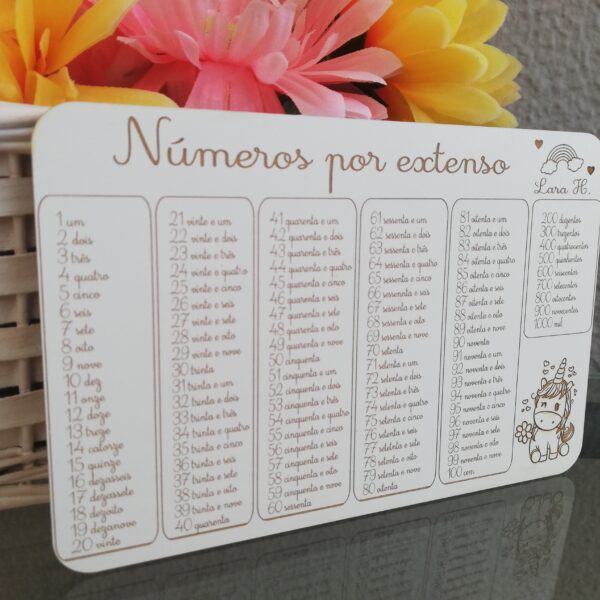 Números por extenso
Lara H.
1 um
2 dois
3 três
4 quatro
5 cinco
6 seis
7 sete
8 oito
9 nove
10 dez
11 onze
12 doze
13 treze
14 catorze
15 quinze
16 dezasseis
17 dezassete
18 dezoito
19 dezanove
20 vinte
21 vinte e um
22 vinte e dois
23 vinte e três
24 vinte e quatro
25 vinte e cinco
26 vinte e seis
27 vinte e sete
28 vinte e oito
29 vinte e nove
30 trinta
31 trinta e um
32 trinta e dois
33 trinta e três
34 trinta e quatro
35 trinta e cinco
36 trinta e seis
37 trinta e sete
38 trinta e oito
39 trinta e nove
40 quarenta
41 quarenta e um
42 quarenta e dois
43 quarenta e três
44 quarenta e quatro
45 quarenta e cinco
46 quarenta e seis
47 quarenta e sete
48 quarenta e oito
49 quarenta e nove
50 cinquenta
51 cinquenta e um
52 cinquenta e dois
53 cinquenta e três
54 cinquenta e quatro
55 cinquenta e cinco
56 cinquenta e seis
57 cinquenta e sete
58 cinquenta e oito
59 cinquenta e nove
60 sessenta
61 sessenta e um
62 sessenta e dois
63 sessenta e três
64 sessenta e quatro
65 sessenta e cinco
66 sessennta e seis
67 sessenta e sete
68 sessenta e oito
69 sessenta e nove
70 setenta
71 setenta e um
72 setenta e dois
73 setenta e três
74 setenta e quatro
75 setenta e cinco
76 setenta e seis
77 setetnta e sete
78 setenta e oito
79 setenta e nove
80 oitenta
81 oitenta e um
82 oitenta e dois
83 oitenta e três
84 oitenta e quatro
85 oitenta e cinco
86 oitenta e seis
87 oitenta e sete
88 oitenta e oito
89 oitenta e nove
90 noventa
91 noventa e um
92 noventa e dois
93 noventa e três
94 noventa e quatro
95 noventa e cinco
96 noventa e seis
97 noventa e sete
98 noventa e oito
99 noventa e nove
100 cem
200 duzentos
300 trezentos
400 quatrocentos
500 quinhentos
600 seiscentos
700 setecentos
800 oitocentos
900 novecentos
1000 mil